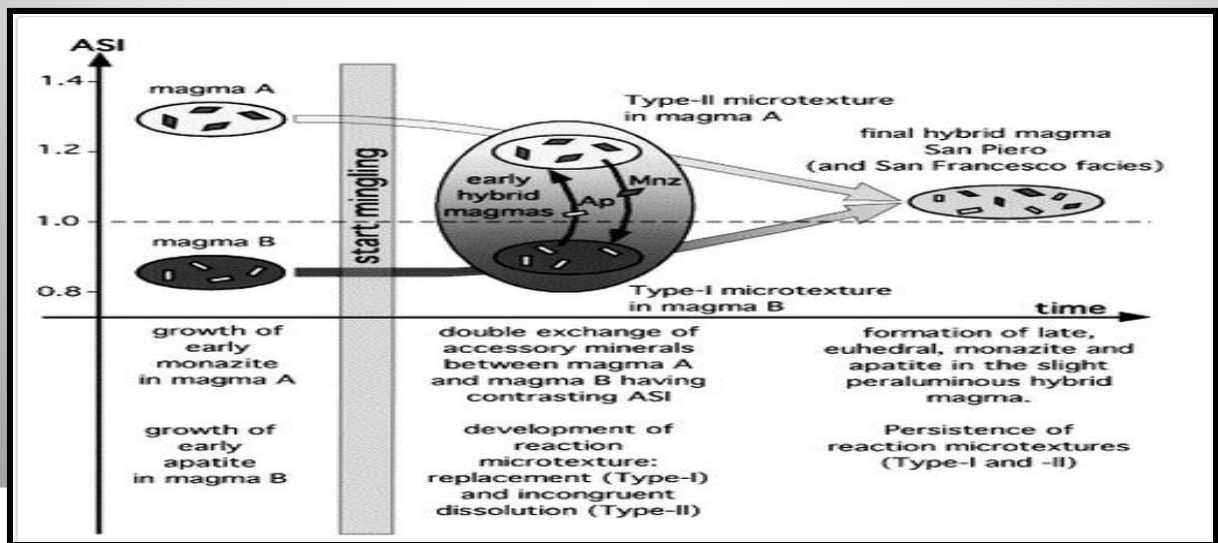 ASI
1.4
1.2
1.0
0.8
magma A
magma B
start mingling
Type-II microtexture
in magma A
early
hybrid
magmas
Ap
Mnz
Type-I microtexture
in magma B
final hybrid magma
San Piero
(and San Francesco facies)
time
growth of
early
monazite
in magma A
growth of
early
apatite
in magma B
double exchange of
accessory minerals
between magma A
and magma B having
contrasting ASI
development of
reaction
microtexture:
replacement (Type-I)
and incongruent
dissolution (Type-II)
formation of late,
euhedral, monazite and
apatite in the slight
peraluminous hybrid
magma.
Persistence of
reaction microtextures
(Type-I and -II)